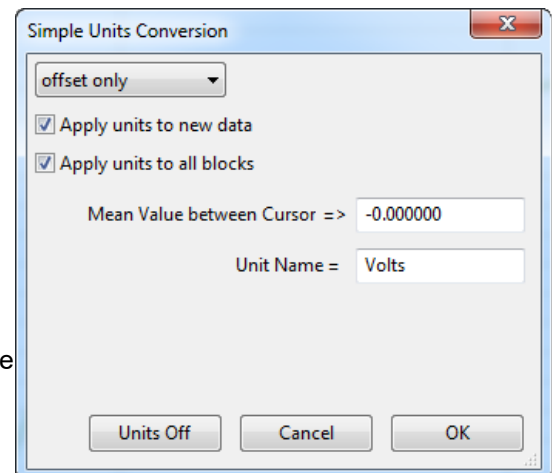 Simple Units Conversion
offset only
Apply units to new data
Apply units to all blocks
Mean Value between Cursor => -0.000000
Unit Name = Volts
e
Units Off Cancel OK